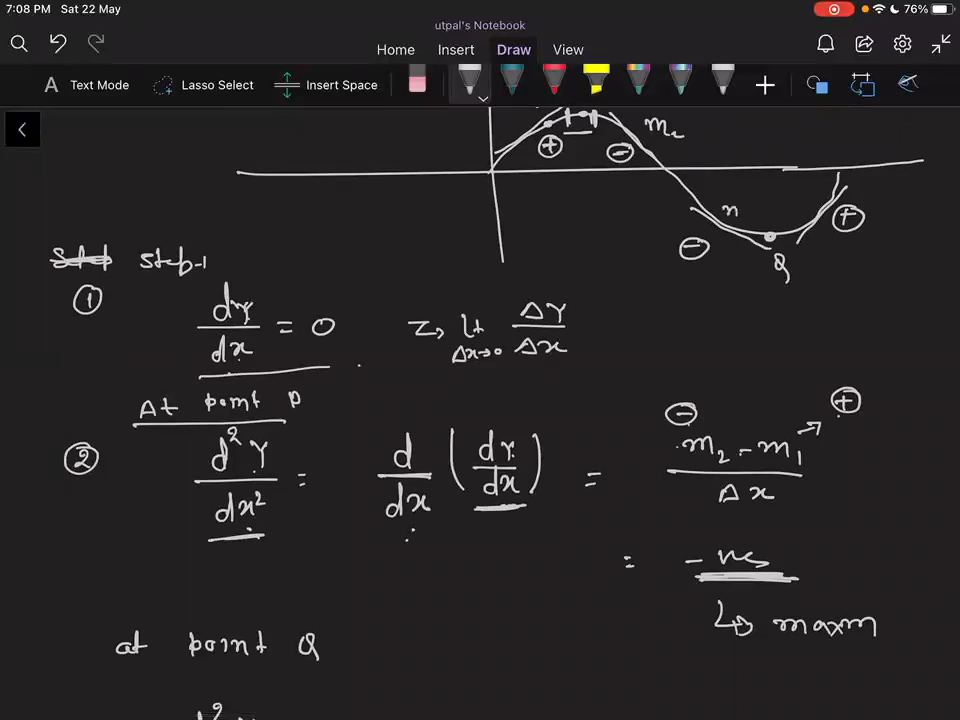 7:08 PM Sat 22 May 76%
utpal's Notebook
Home Insert Draw View
A Text Mode Lasso Select Insert Space
m2
+ −
n
− +
Q
step-1
①
dy/dx = 0 lt Δx→0 ΔY/Δx
At point P
− +
② d²Y/dx² = d/dx (dy/dx) = m2 - m1 / Δx
= -ve
↳ maxm
at point Q